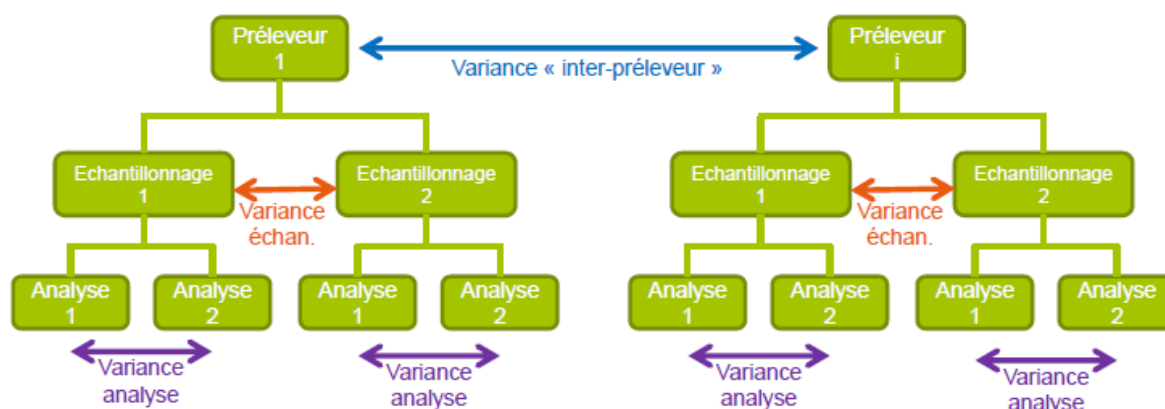 Préleveur
1
Variance « inter-préleveur »
Préleveur
i
Echantillonnage
1
Variance
échan.
Echantillonnage
2
Echantillonnage
1
Variance
échan.
Echantillonnage
2
Analyse
1
Analyse
2
Analyse
1
Analyse
2
Analyse
1
Analyse
2
Analyse
1
Analyse
2
Variance
analyse
Variance
analyse
Variance
analyse
Variance
analyse